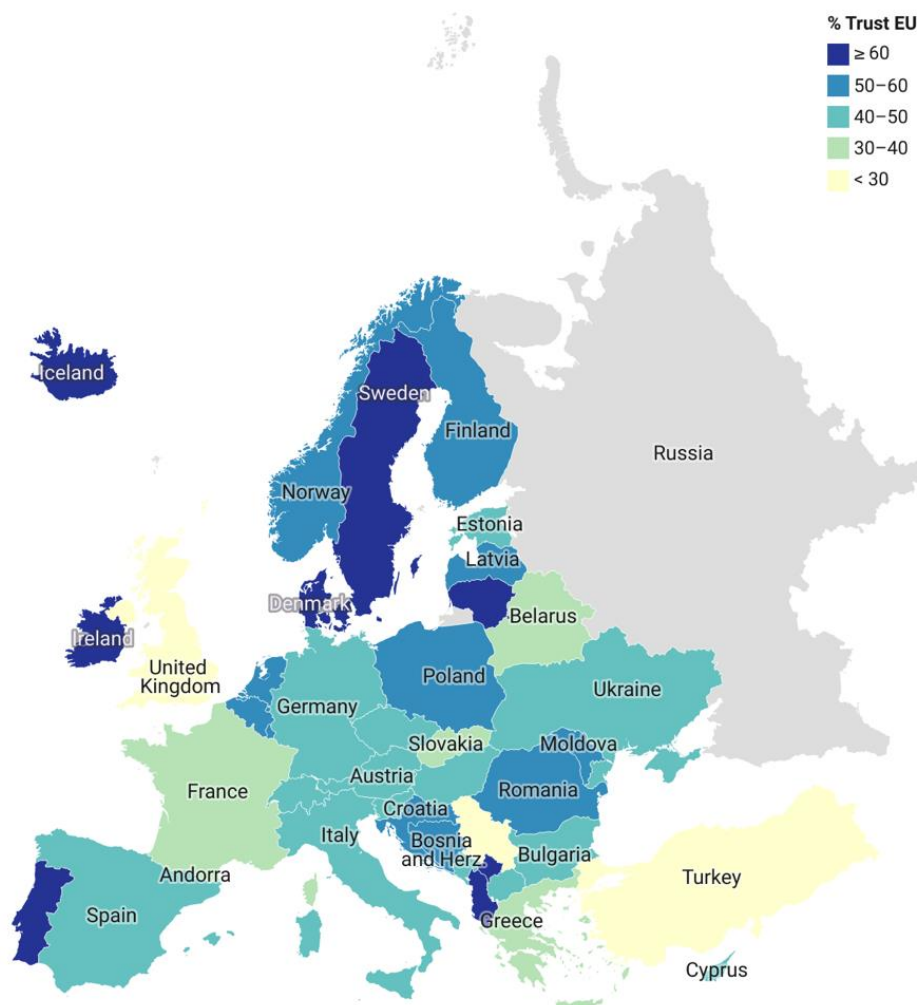 % Trust EU
≥ 60
50–60
40–50
30–40
< 30
Iceland
Sweden
Finland
Russia
Norway
Estonia
Latvia
Denmark
Belarus
Ireland
United
Kingdom
Poland
Ukraine
Germany
Slovakia
Moldova
Austria
France
Romania
Croatia
Italy
Bosnia
and Herz.
Bulgaria
Andorra
Turkey
Spain
Greece
Cyprus